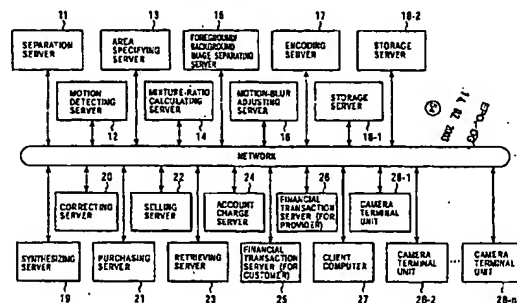 11
SEPARATION SERVER
13
AREA SPECIFYING SERVER
15
FOREGROUND/ BACKGROUND IMAGE SEPARATING SERVER
17
ENCODING SERVER
18-2
STORAGE SERVER
MOTION DETECTING SERVER
12
MIXTURE-RATIO CALCULATING SERVER
14
MOTION-BLUR ADJUSTING SERVER
16
STORAGE SERVER
18-1
NETWORK
20
CORRECTING SERVER
22
SELLING SERVER
24
ACCOUNT CHARGE SERVER
26
FINANCIAL TRANSACTION SERVER (FOR PROVIDER)
28-1
CAMERA TERMINAL UNIT
SYNTHESIZING SERVER
19
PURCHASING SERVER
21
RETRIEVING SERVER
23
FINANCIAL TRANSACTION SERVER (FOR CUSTOMER)
25
CLIENT COMPUTER
27
CAMERA TERMINAL UNIT
28-2
...
CAMERA TERMINAL UNIT